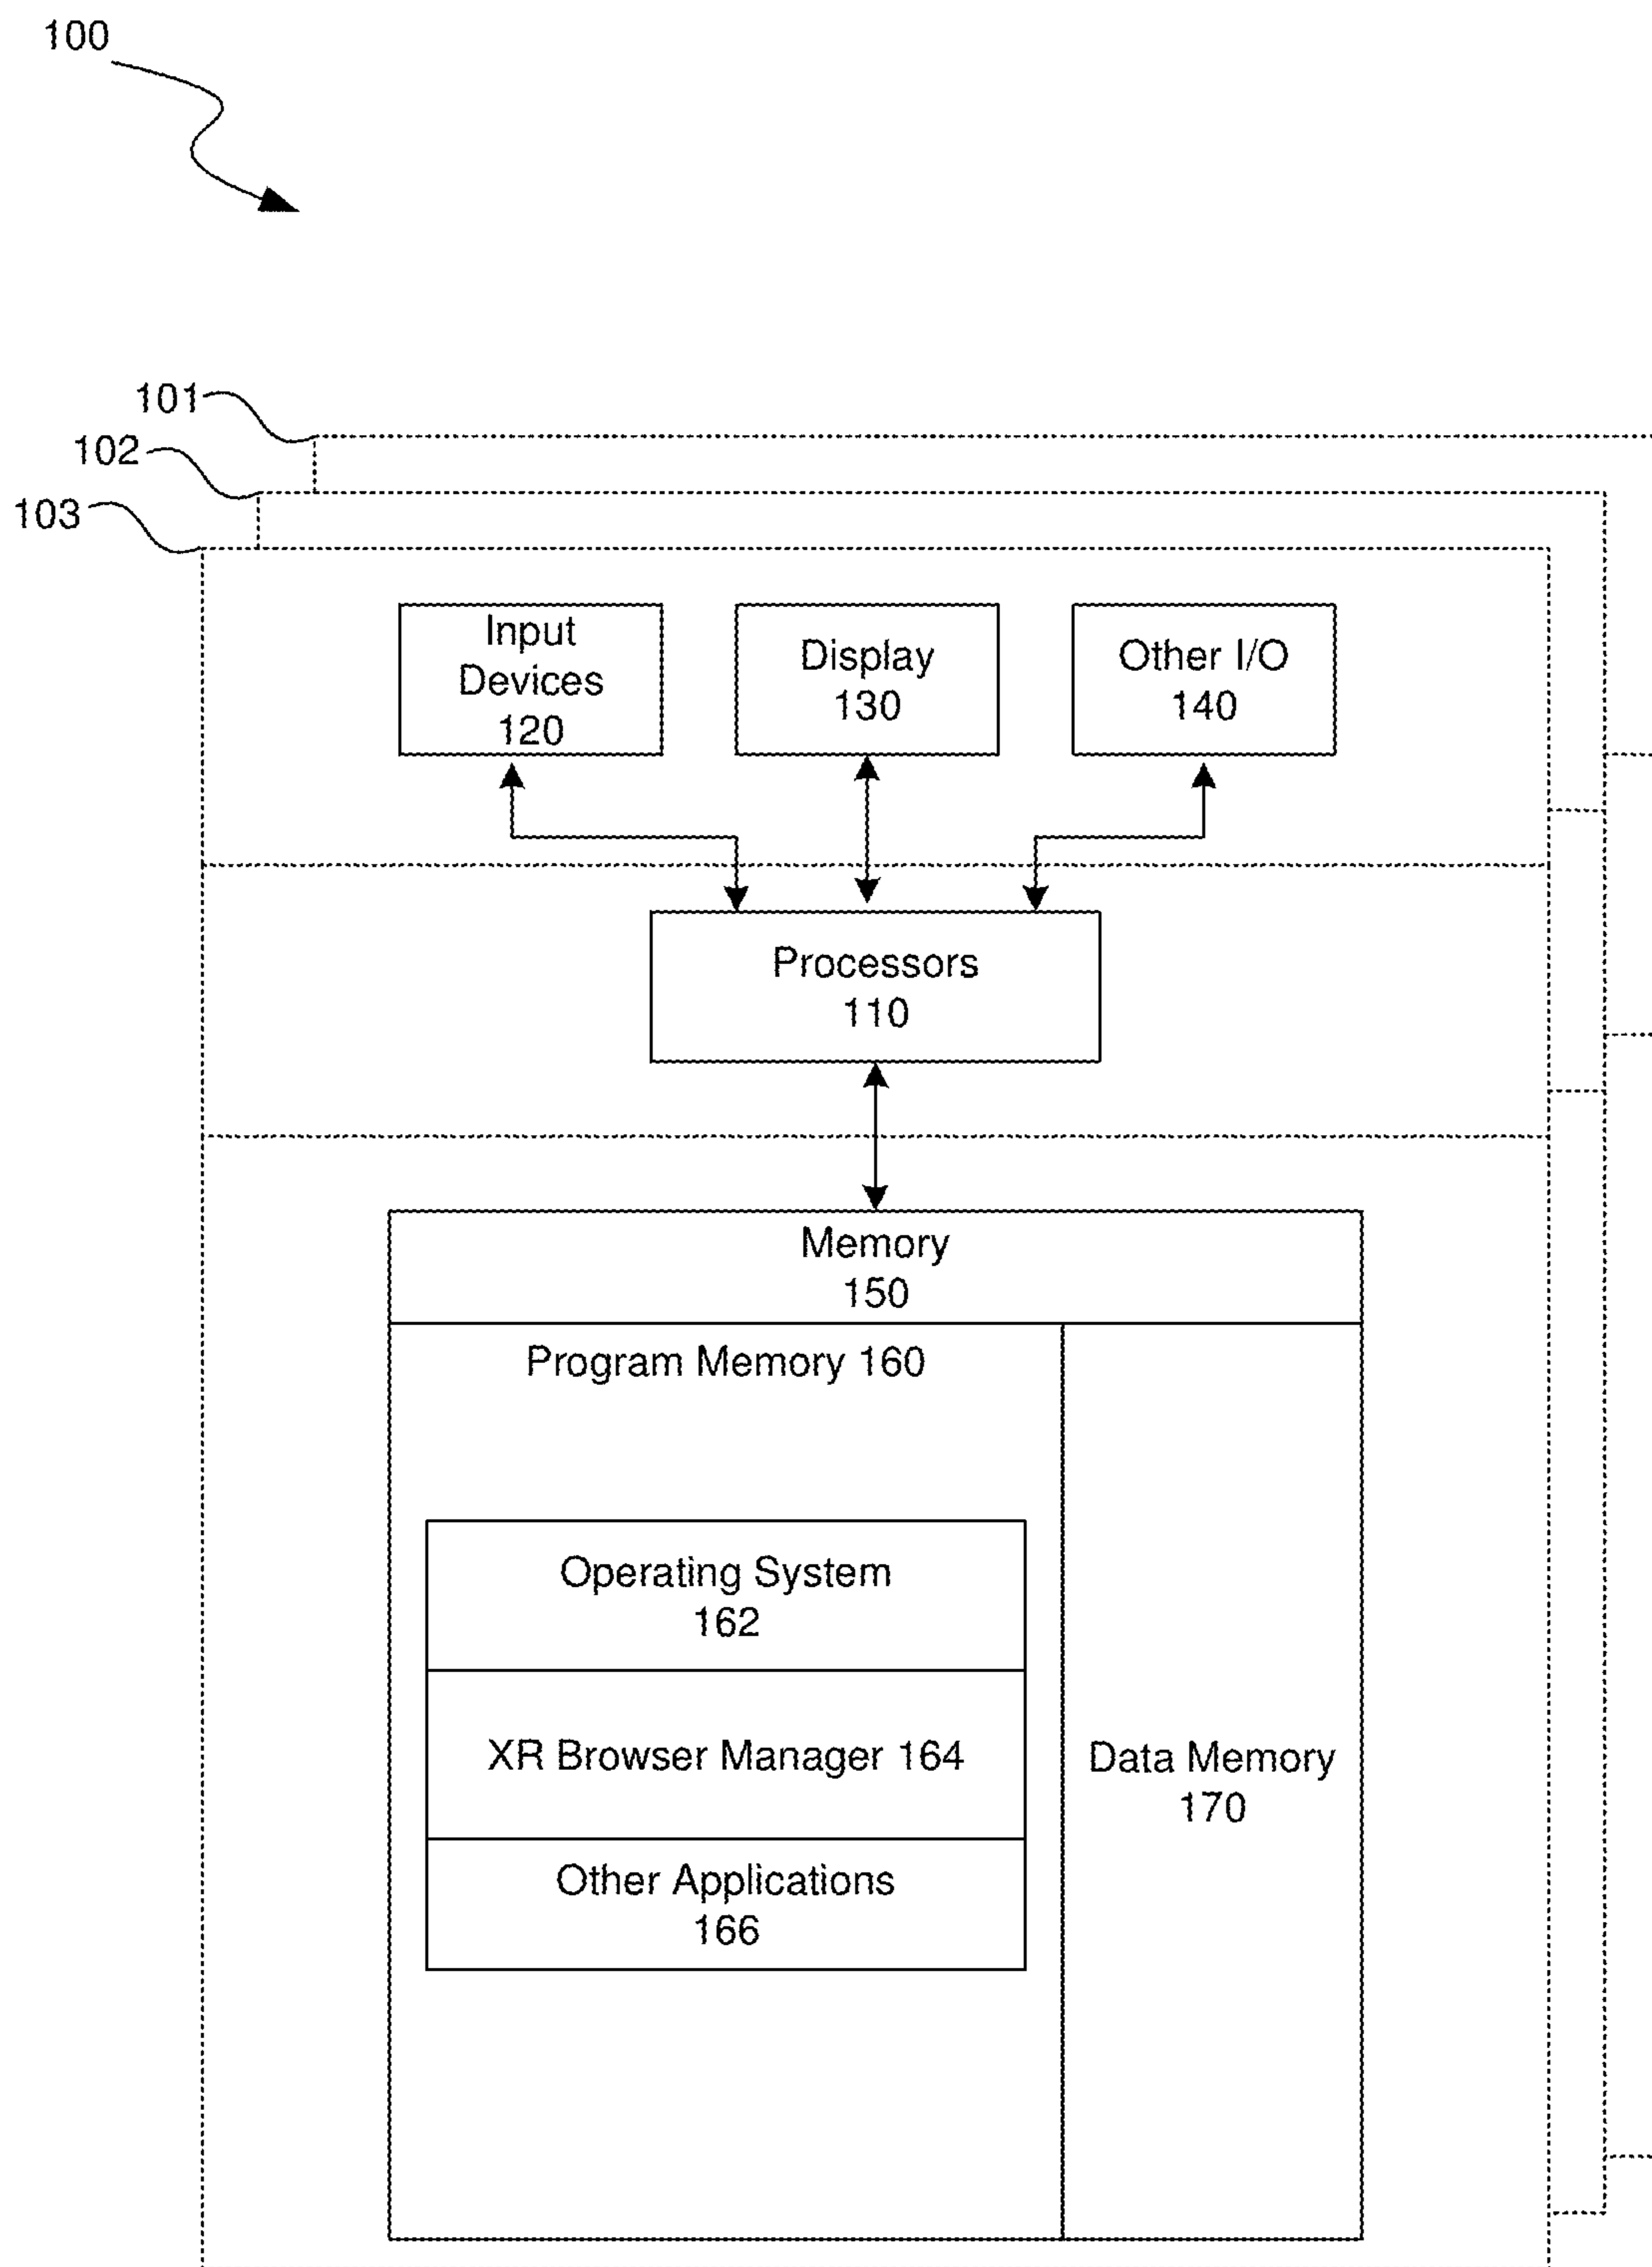 100
101
102
103
Input
Devices
120
Display
130
Other I/O
140
Processors
110
Memory
150
Program Memory 160
Operating System
162
XR Browser Manager 164
Other Applications
166
Data Memory
170